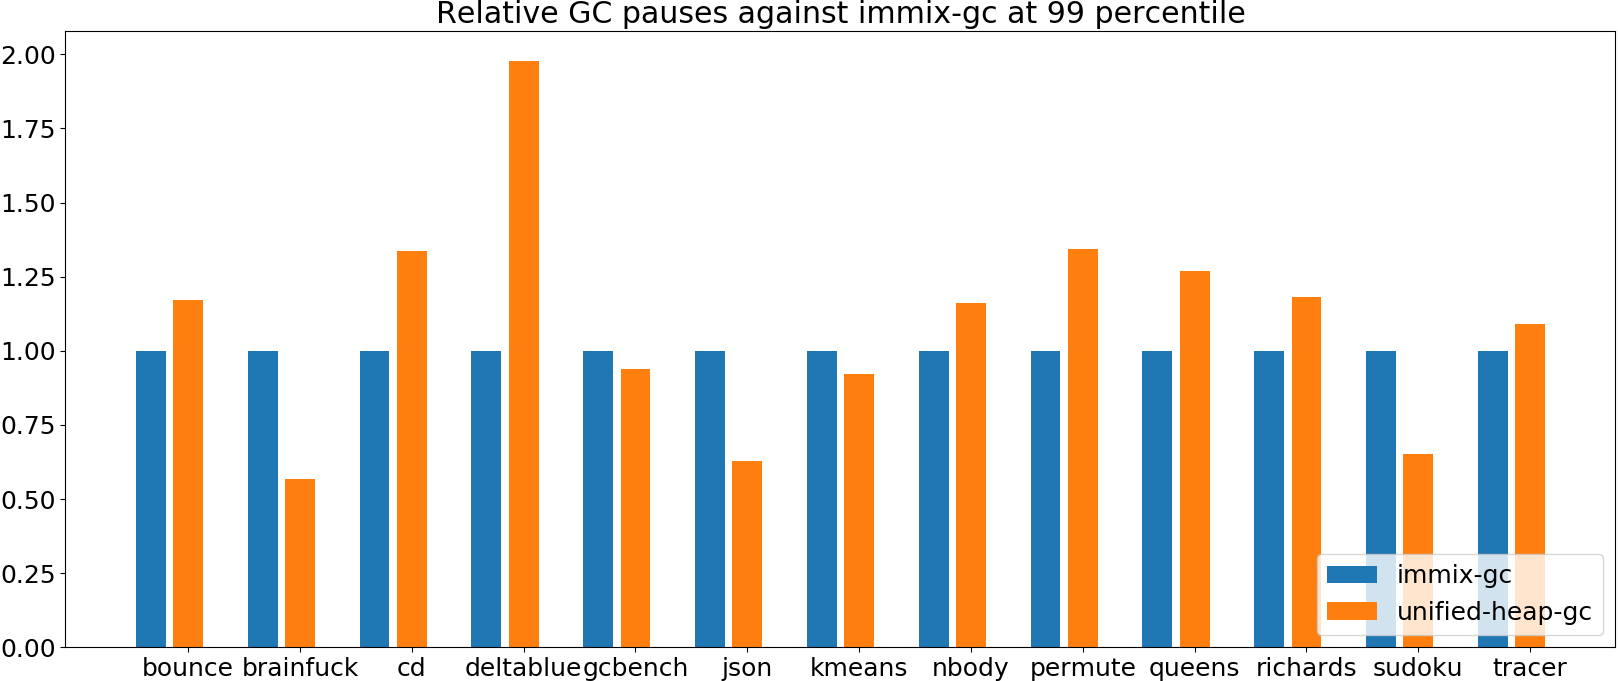 Relative GC pauses against immix-gc at 99 percentile
2.00
1.75
1.50
1.25
1.00
0.75
0.50
0.25
0.00
immix-gc
unified-heap-gc
bounce brainfuck cd deltablue gcbench json kmeans nbody permute queens richards sudoku tracer